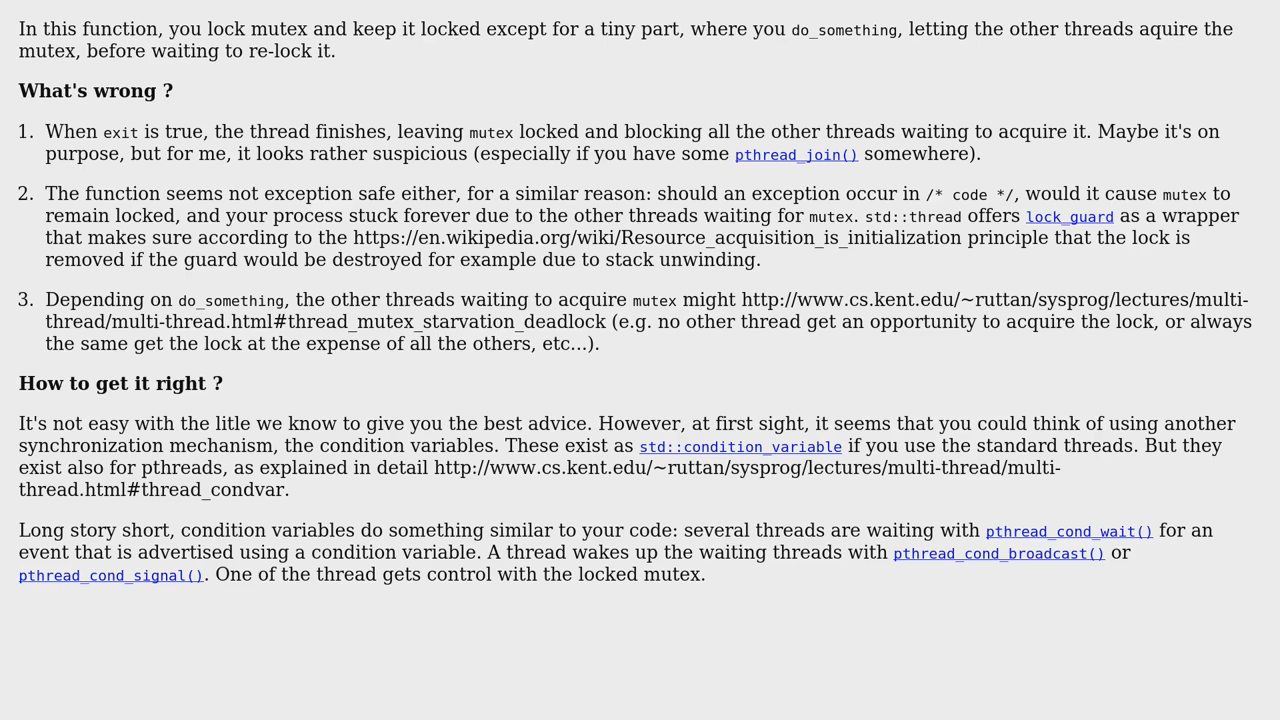 In this function, you lock mutex and keep it locked except for a tiny part, where you do_something, letting the other threads aquire the
mutex, before waiting to re-lock it.
What's wrong ?
1. When exit is true, the thread finishes, leaving mutex locked and blocking all the other threads waiting to acquire it. Maybe it's on
purpose, but for me, it looks rather suspicious (especially if you have some pthread_join() somewhere).
2. The function seems not exception safe either, for a similar reason: should an exception occur in /* code */, would it cause mutex to
remain locked, and your process stuck forever due to the other threads waiting for mutex. std::thread offers lock_guard as a wrapper
that makes sure according to the https://en.wikipedia.org/wiki/Resource_acquisition_is_initialization principle that the lock is
removed if the guard would be destroyed for example due to stack unwinding.
3. Depending on do_something, the other threads waiting to acquire mutex might http://www.cs.kent.edu/~ruttan/sysprog/lectures/multi-
thread/multi-thread.html#thread_mutex_starvation_deadlock (e.g. no other thread get an opportunity to acquire the lock, or always
the same get the lock at the expense of all the others, etc...).
How to get it right ?
It's not easy with the litle we know to give you the best advice. However, at first sight, it seems that you could think of using another
synchronization mechanism, the condition variables. These exist as std::condition_variable if you use the standard threads. But they
exist also for pthreads, as explained in detail http://www.cs.kent.edu/~ruttan/sysprog/lectures/multi-thread/multi-
thread.html#thread_condvar.
Long story short, condition variables do something similar to your code: several threads are waiting with pthread_cond_wait() for an
event that is advertised using a condition variable. A thread wakes up the waiting threads with pthread_cond_broadcast() or
pthread_cond_signal(). One of the thread gets control with the locked mutex.